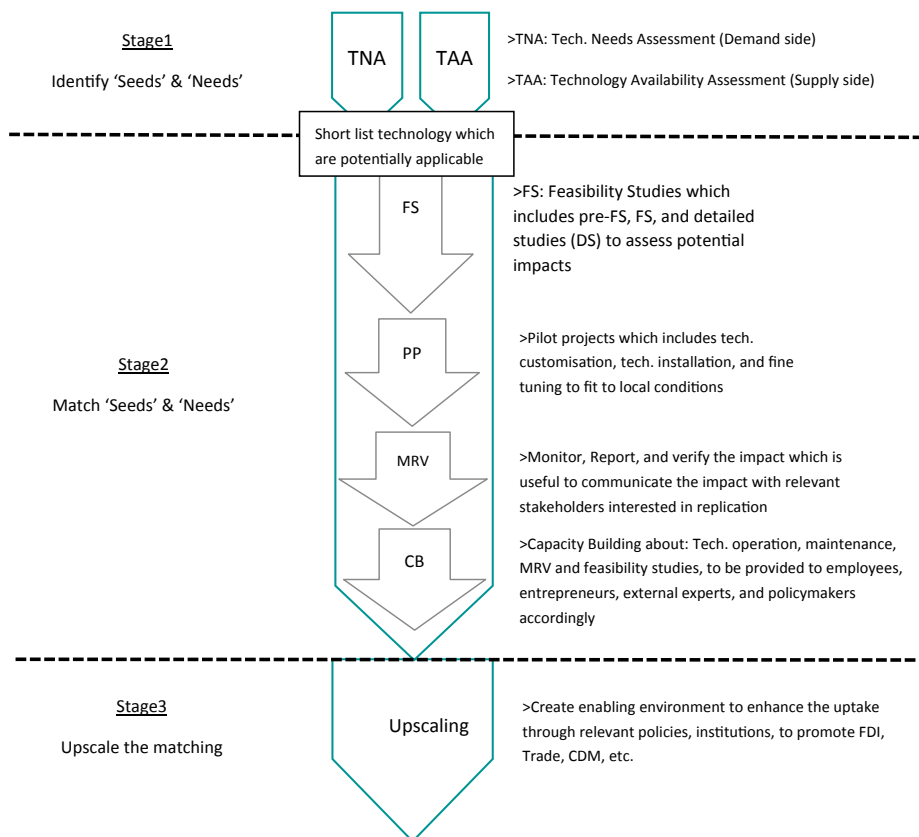 Stage1
Identify ‘Seeds’ & ‘Needs’
TNA
TAA
>TNA: Tech. Needs Assessment (Demand side)
>TAA: Technology Availability Assessment (Supply side)
Short list technology which
are potentially applicable
FS
>FS: Feasibility Studies which
includes pre-FS, FS, and detailed
studies (DS) to assess potential
impacts
Stage2
Match ‘Seeds’ & ‘Needs’
PP
>Pilot projects which includes tech.
customisation, tech. installation, and fine
tuning to fit to local conditions
MRV
>Monitor, Report, and verify the impact which is
useful to communicate the impact with relevant
stakeholders interested in replication
CB
>Capacity Building about: Tech. operation, maintenance,
MRV and feasibility studies, to be provided to employees,
entrepreneurs, external experts, and policymakers
accordingly
Stage3
Upscale the matching
Upscaling
>Create enabling environment to enhance the uptake
through relevant policies, institutions, to promote FDI,
Trade, CDM, etc.